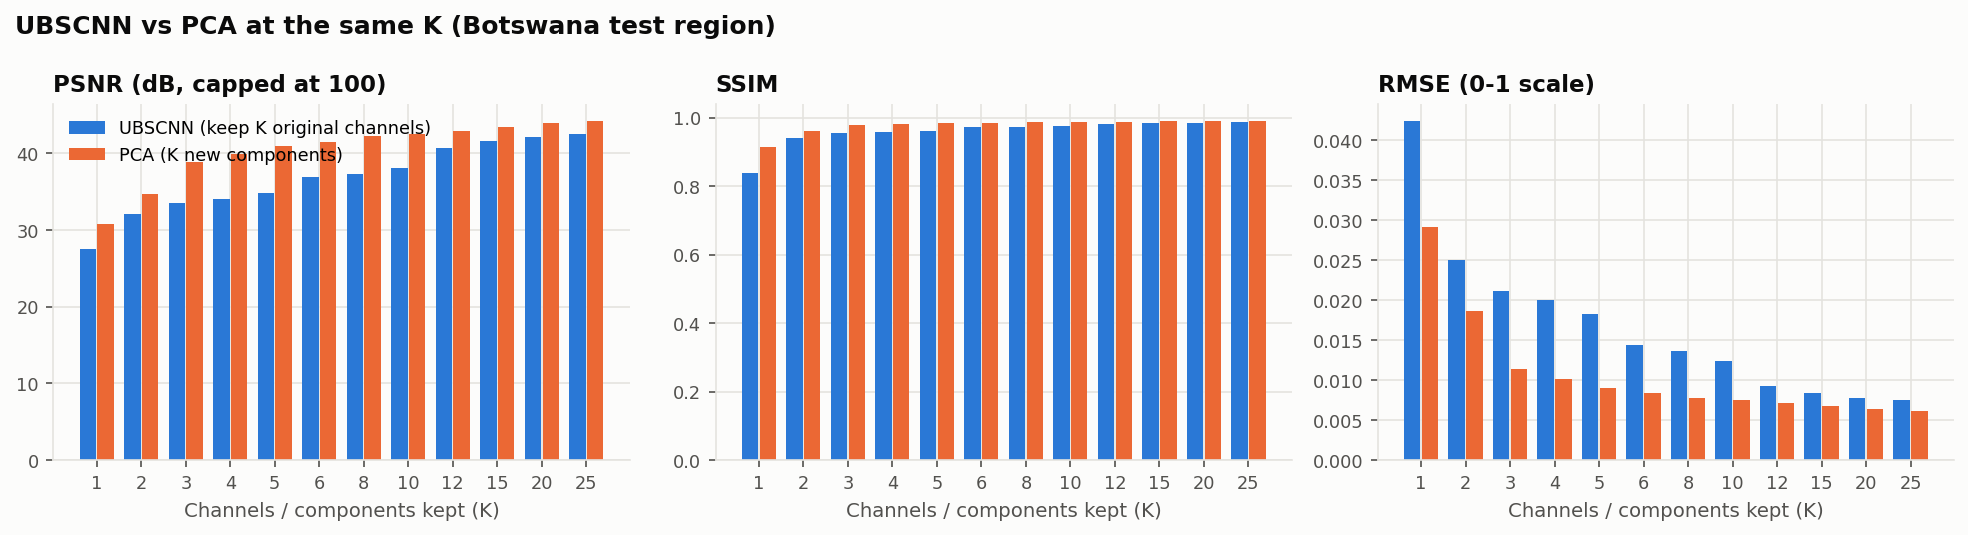 UBSCNN vs PCA at the same K (Botswana test region)
PSNR (dB, capped at 100)
UBSCNN (keep K original channels)
PCA (K new components)
40
30
20
10
0
1 2 3 4 5 6 8 10 12 15 20 25
Channels / components kept (K)
SSIM
1.0
0.8
0.6
0.4
0.2
0.0
1 2 3 4 5 6 8 10 12 15 20 25
Channels / components kept (K)
RMSE (0-1 scale)
0.040
0.035
0.030
0.025
0.020
0.015
0.010
0.005
0.000
1 2 3 4 5 6 8 10 12 15 20 25
Channels / components kept (K)